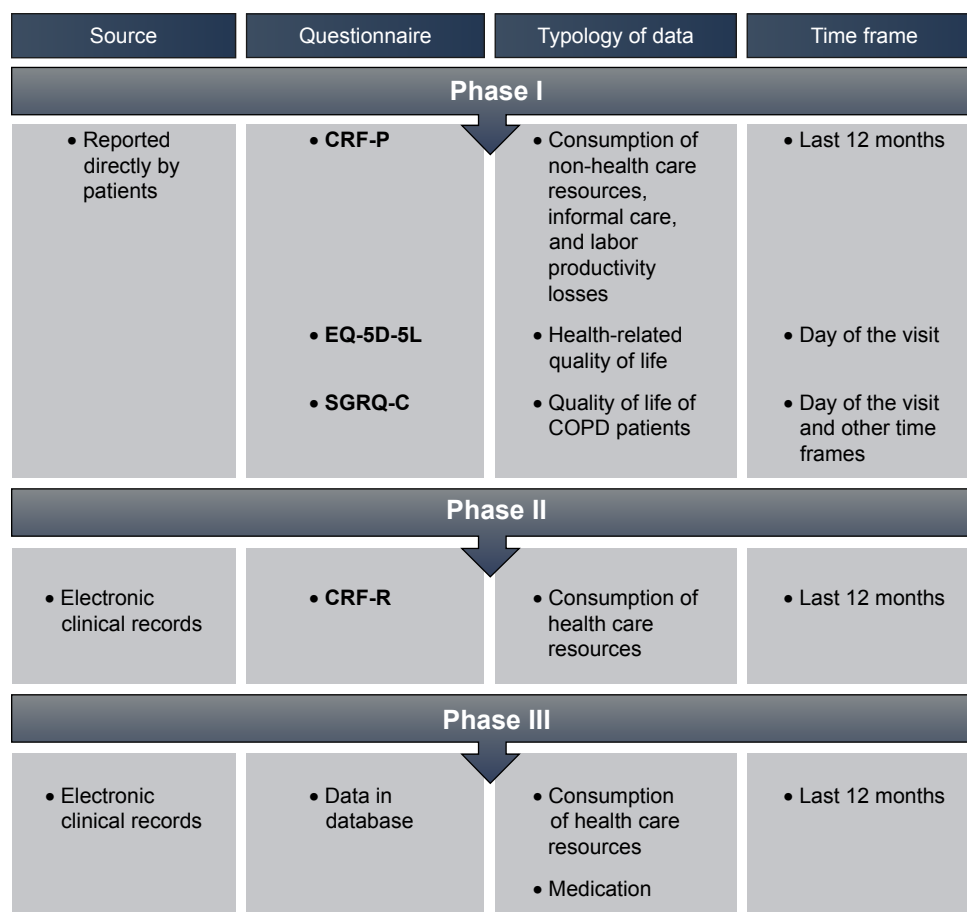 Source
Questionnaire
Typology of data
Time frame
Phase I
• Reported
directly by
patients
• CRF-P
• Consumption of
non-health care
resources,
informal care,
and labor
productivity
losses
• Last 12 months
• EQ-5D-5L
• Health-related
quality of life
• Day of the visit
• SGRQ-C
• Quality of life of
COPD patients
• Day of the visit
and other time
frames
Phase II
• Electronic
clinical records
• CRF-R
• Consumption of
health care
resources
• Last 12 months
Phase III
• Electronic
clinical records
• Data in
database
• Consumption
of health care
resources
• Medication
• Last 12 months